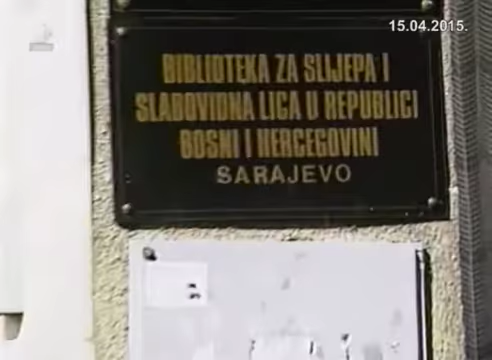 15.04.2015.
BIBLIOTEKA ZA SLIJEPA I
SLABOVIDNA LICA U REPUBLICI
BOSNI I HERCEGOVINI
SARAJEVO